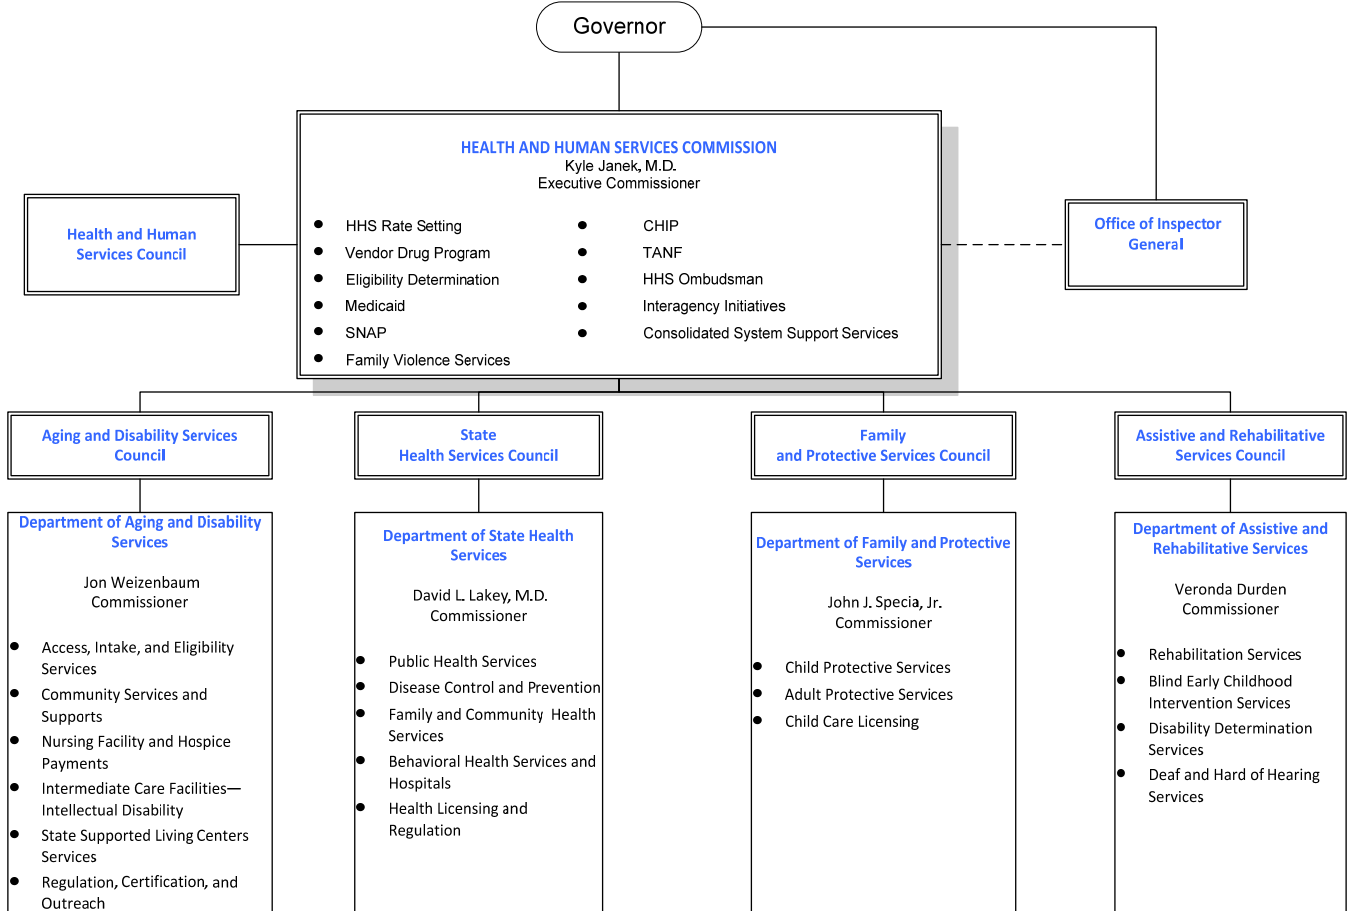 Governor
HEALTH AND HUMAN SERVICES COMMISSION
Kyle Janek, M.D.
Executive Commissioner
HHS Rate Setting
Vendor Drug Program
Eligibility Determination
Medicaid
SNAP
Family Violence Services
CHIP
TANF
HHS Ombudsman
Interagency Initiatives
Consolidated System Support Services
Health and Human
Services Council
Office of Inspector
General
Aging and Disability Services
Council
State
Health Services Council
Family
and Protective Services Council
Assistive and Rehabilitative
Services Council
Department of Aging and Disability
Services
Jon Weizenbaum
Commissioner
Access, Intake, and Eligibility
Services
Community Services and
Supports
Nursing Facility and Hospice
Payments
Intermediate Care Facilities—
Intellectual Disability
State Supported Living Centers
Services
Regulation, Certification, and
Outreach
Department of State Health
Services
David L. Lakey, M.D.
Commissioner
Public Health Services
Disease Control and Prevention
Family and Community Health
Services
Behavioral Health Services and
Hospitals
Health Licensing and
Regulation
Department of Family and Protective
Services
John J. Specia, Jr.
Commissioner
Child Protective Services
Adult Protective Services
Child Care Licensing
Department of Assistive and
Rehabilitative Services
Veronda Durden
Commissioner
Rehabilitation Services
Blind Early Childhood
Intervention Services
Disability Determination
Services
Deaf and Hard of Hearing
Services